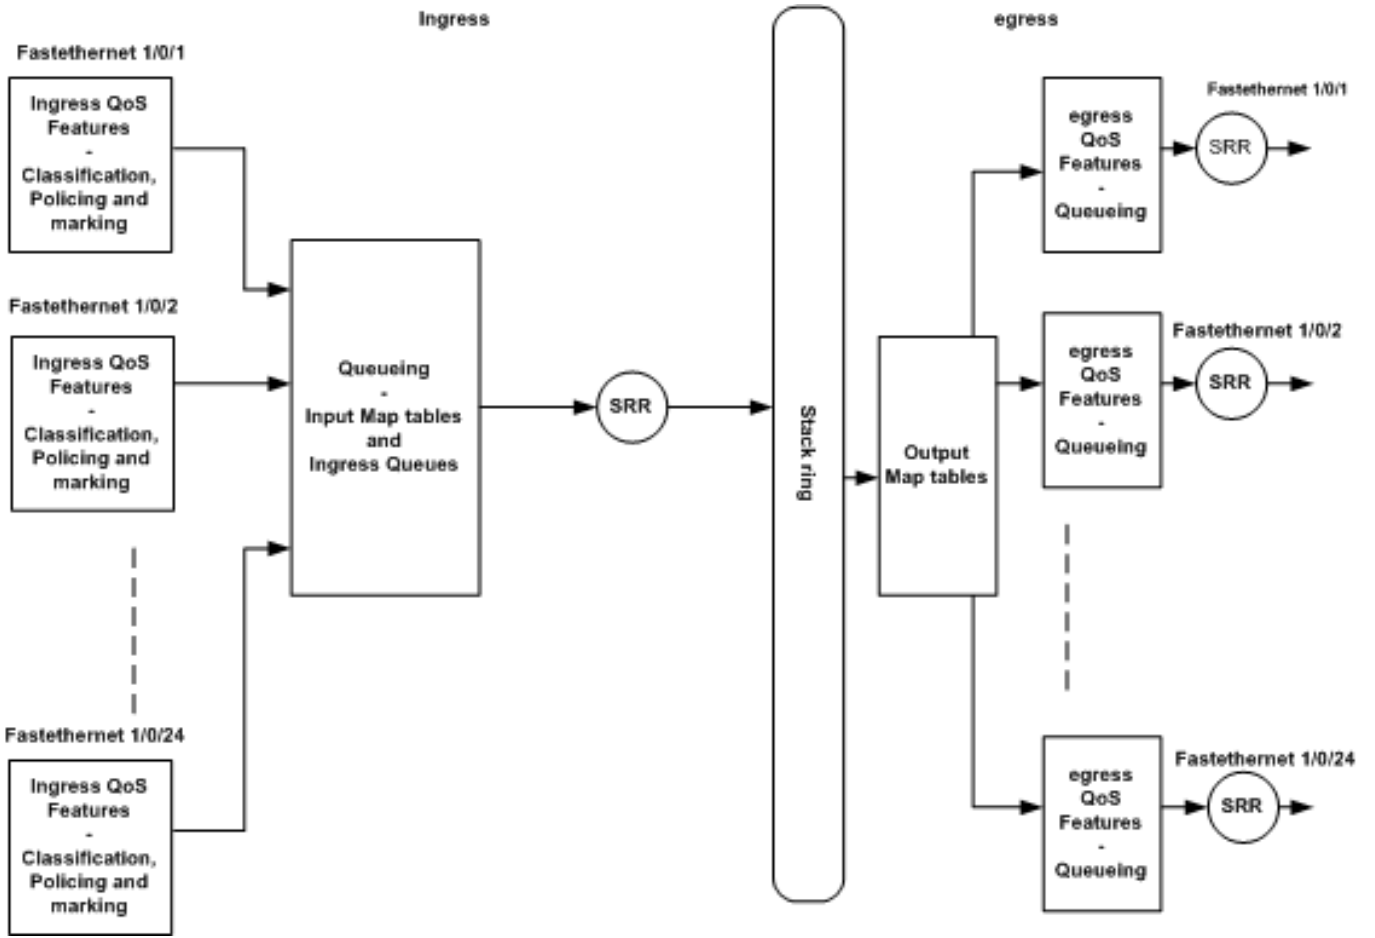 Ingress
egress
Fastethernet 1/0/1
Ingress QoS
Features
-
Classification,
Policing and
marking
Fastethernet 1/0/2
Ingress QoS
Features
-
Classification,
Policing and
marking
Fastethernet 1/0/24
Ingress QoS
Features
-
Classification,
Policing and
marking
Queueing
-
Input Map tables
and
Ingress Queues
SRR
Stack ring
Output
Map tables
egress
QoS
Features
-
Queueing
Fastethernet 1/0/1
SRR
egress
QoS
Features
-
Queueing
Fastethernet 1/0/2
SRR
egress
QoS
Features
-
Queueing
Fastethernet 1/0/24
SRR